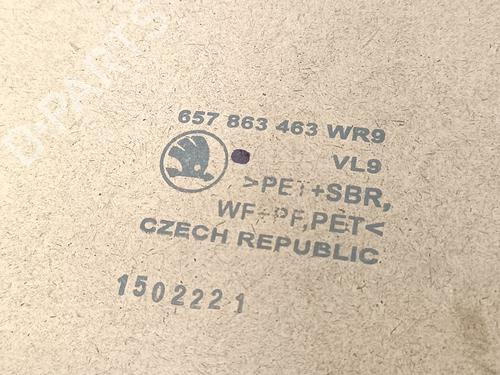 657 863 463 WR9
VL9
>PET+SBR,
WF+PF,PET<
CZECH REPUBLIC
1502221
D-PARTS